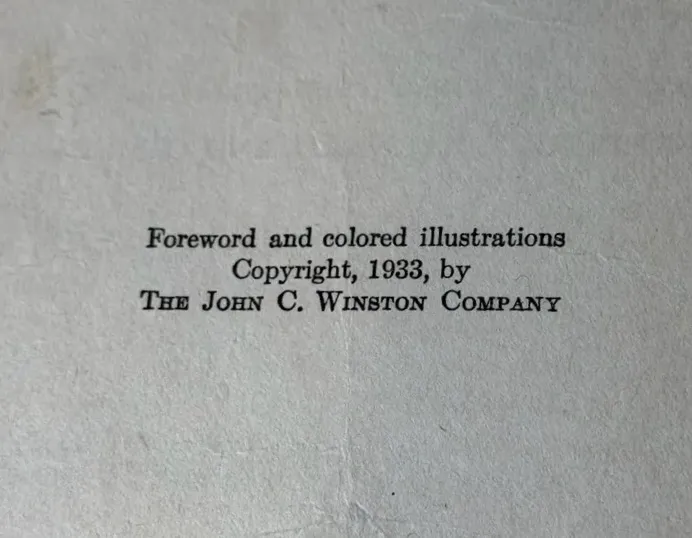 Foreword and colored illustrations
Copyright, 1933, by
THE JOHN C. WINSTON COMPANY